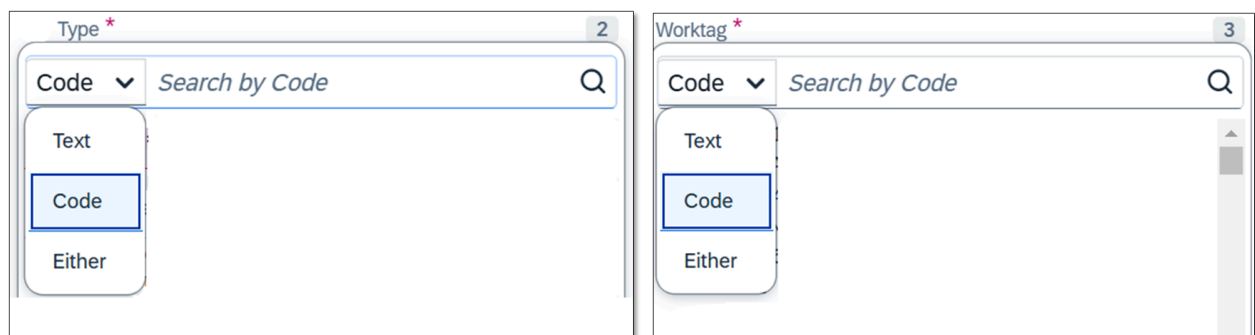 Type * 2
Code Search by Code
Text
Code
Either
Worktag * 3
Code Search by Code
Text
Code
Either